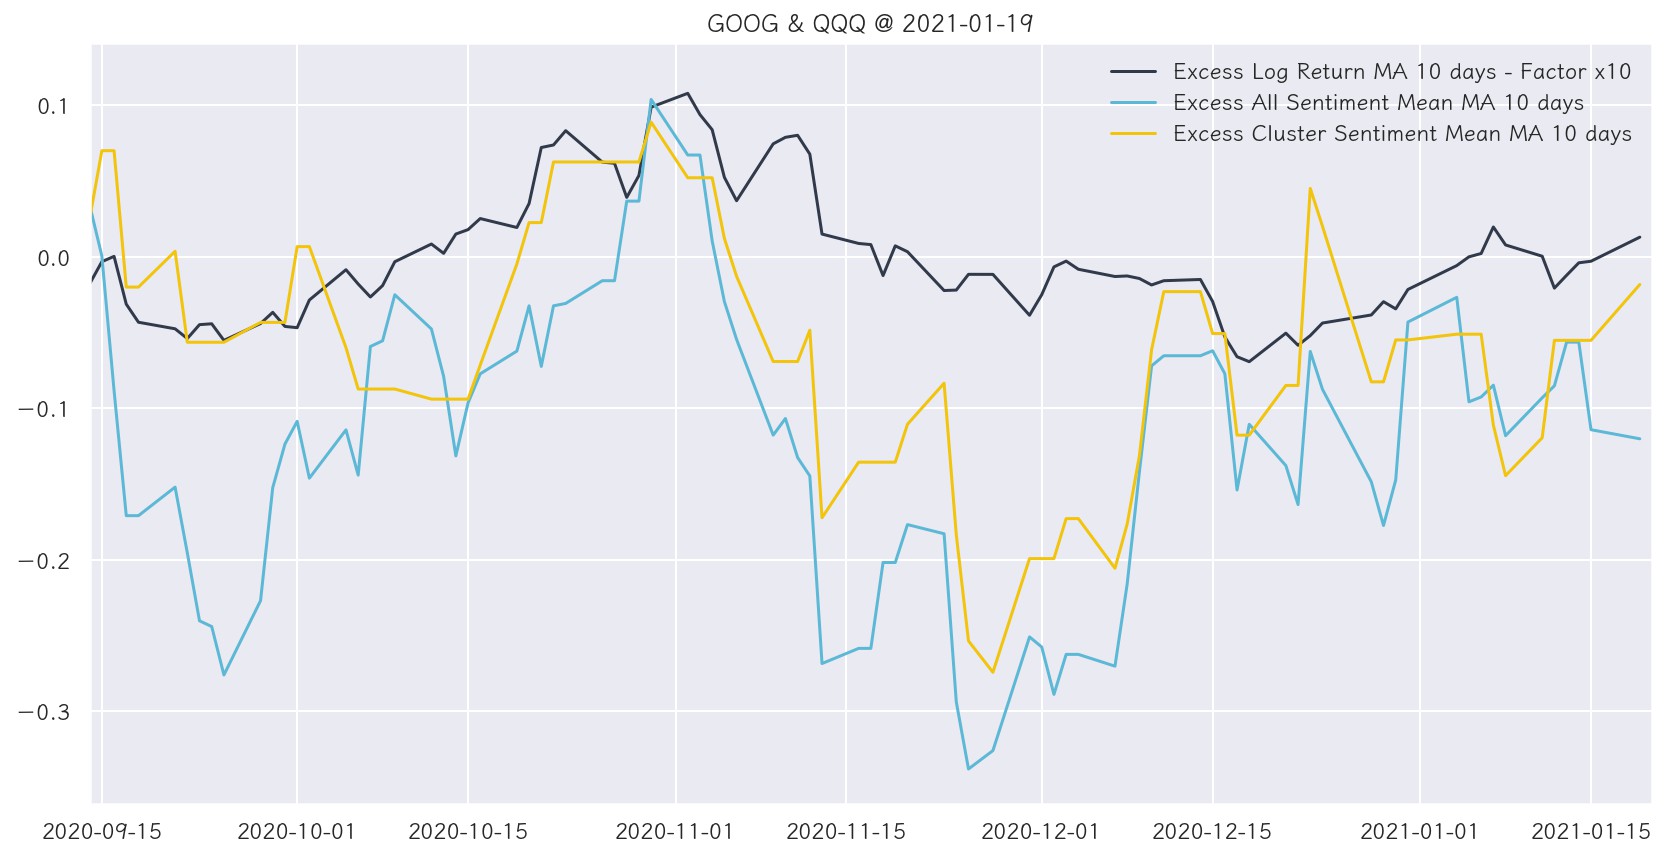 GOOG & QQQ @ 2021-01-19
Excess Log Return MA 10 days - Factor x10
Excess All Sentiment Mean MA 10 days
Excess Cluster Sentiment Mean MA 10 days
0.1
0.0
−0.1
−0.2
−0.3
2020-09-15 2020-10-01 2020-10-15 2020-11-01 2020-11-15 2020-12-01 2020-12-15 2021-01-01 2021-01-15